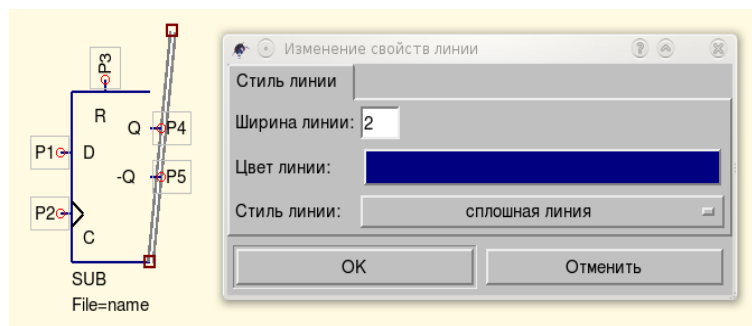 P3
R
Q
P4
P1
D
-Q
P5
P2
C
SUB
File=name
Изменение свойств линии
?
Стиль линии
Ширина линии: 2
Цвет линии:
Стиль линии: сплошная линия
OK
Отменить